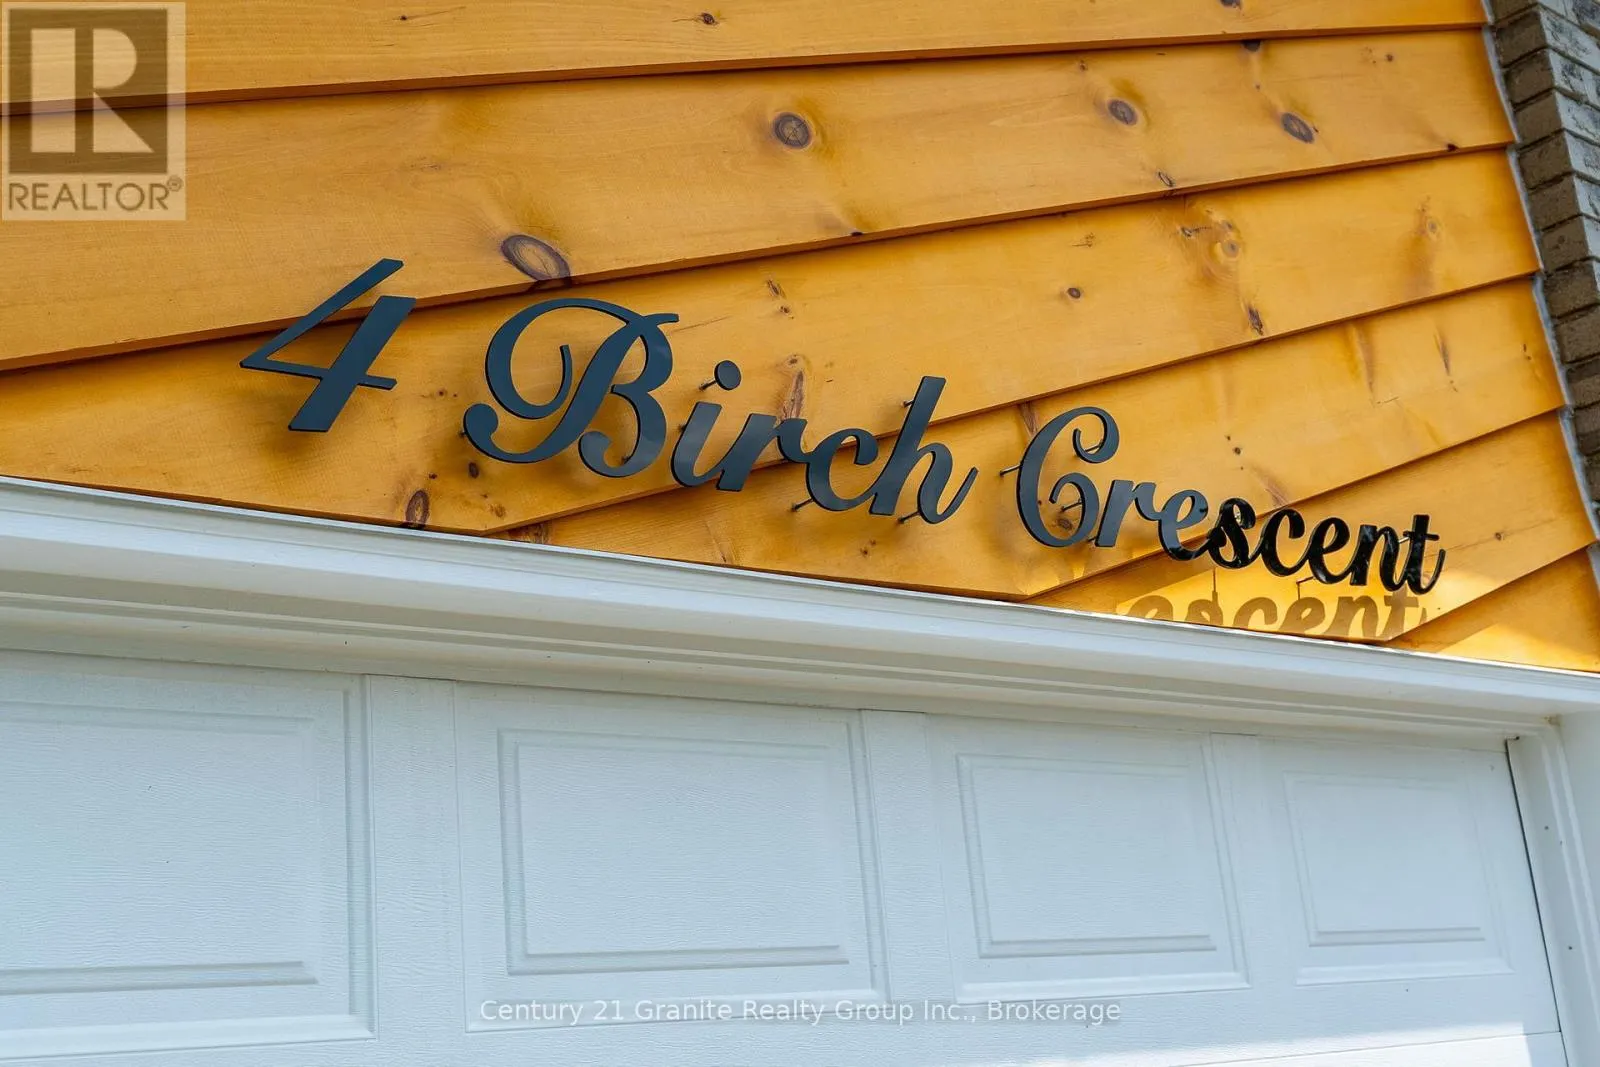 R
REALTOR®
4 Birch Crescent
Century 21 Granite Realty Group Inc., Brokerage